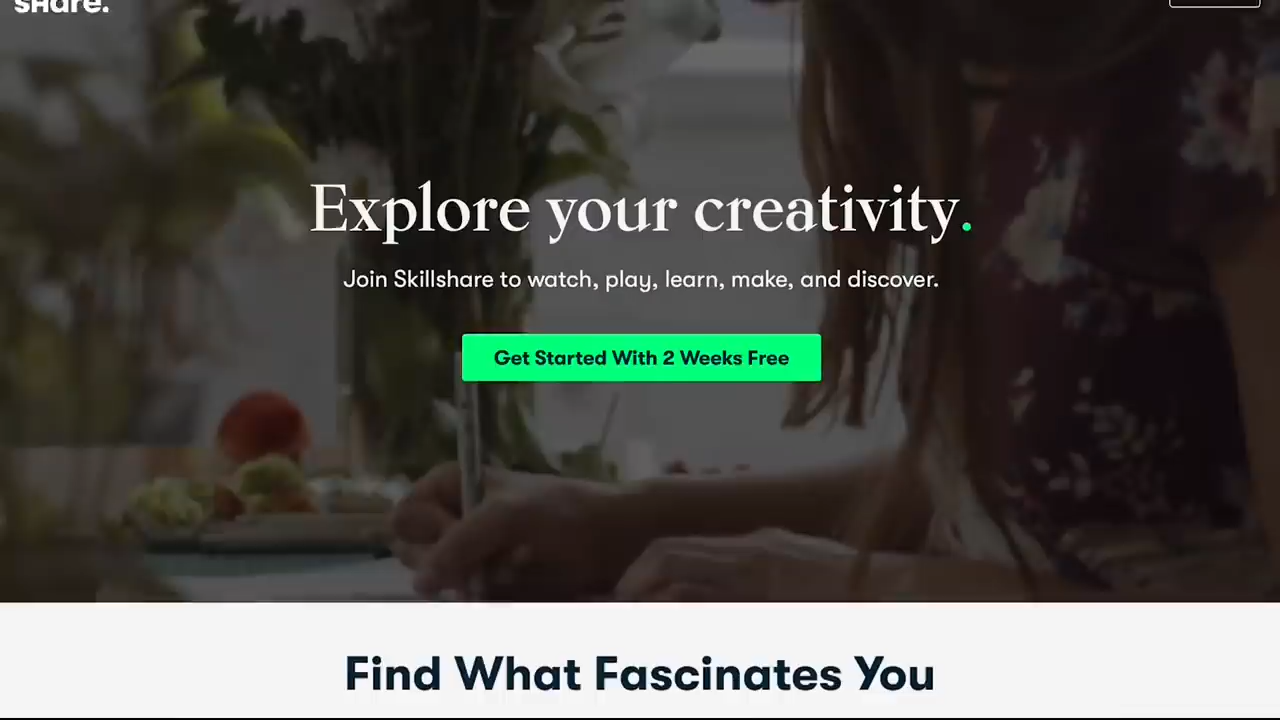 SHare.
Explore your creativity.
Join Skillshare to watch, play, learn, make, and discover.
Get Started With 2 Weeks Free
Find What Fascinates You